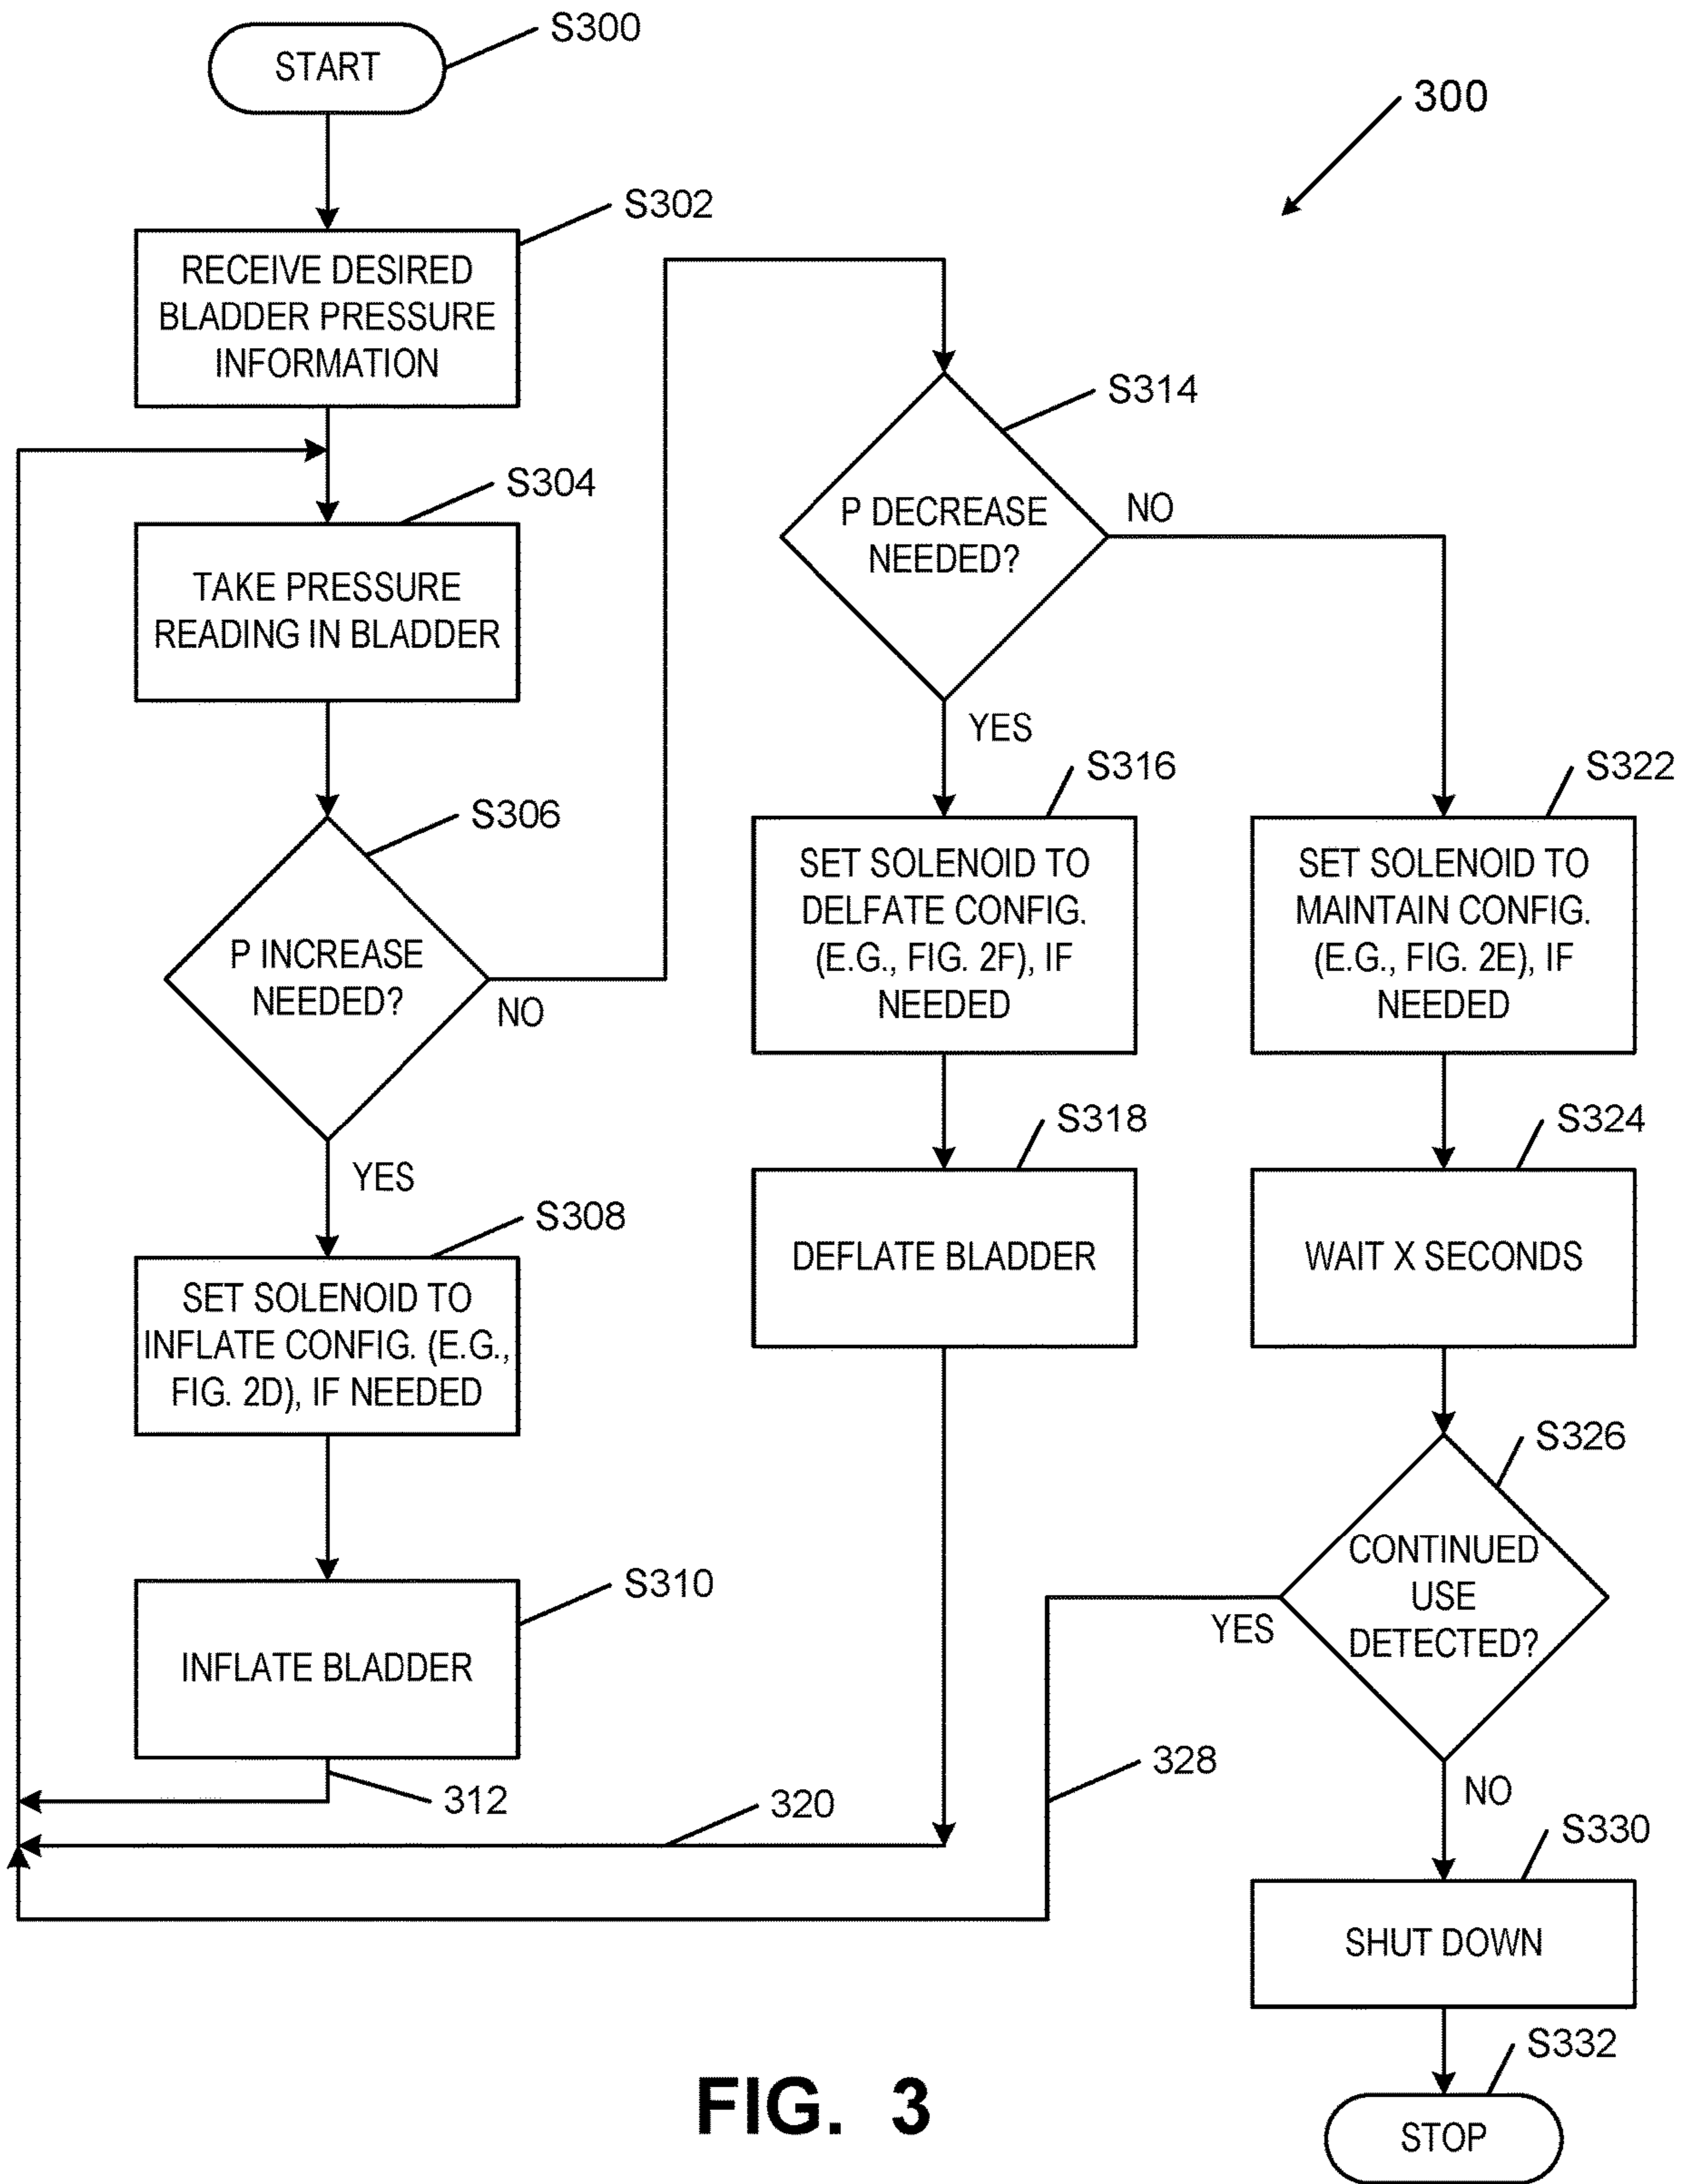 START
S300
300
S302
RECEIVE DESIRED
BLADDER PRESSURE
INFORMATION
S304
TAKE PRESSURE
READING IN BLADDER
S306
P INCREASE
NEEDED?
NO
YES
S308
SET SOLENOID TO
INFLATE CONFIG. (E.G.,
FIG. 2D), IF NEEDED
S310
INFLATE BLADDER
312
S314
P DECREASE
NEEDED?
NO
YES
S316
SET SOLENOID TO
DELFATE CONFIG.
(E.G., FIG. 2F), IF
NEEDED
S318
DEFLATE BLADDER
320
S322
SET SOLENOID TO
MAINTAIN CONFIG.
(E.G., FIG. 2E), IF
NEEDED
S324
WAIT X SECONDS
S326
CONTINUED
USE
DETECTED?
YES
328
NO
S330
SHUT DOWN
S332
STOP
FIG. 3